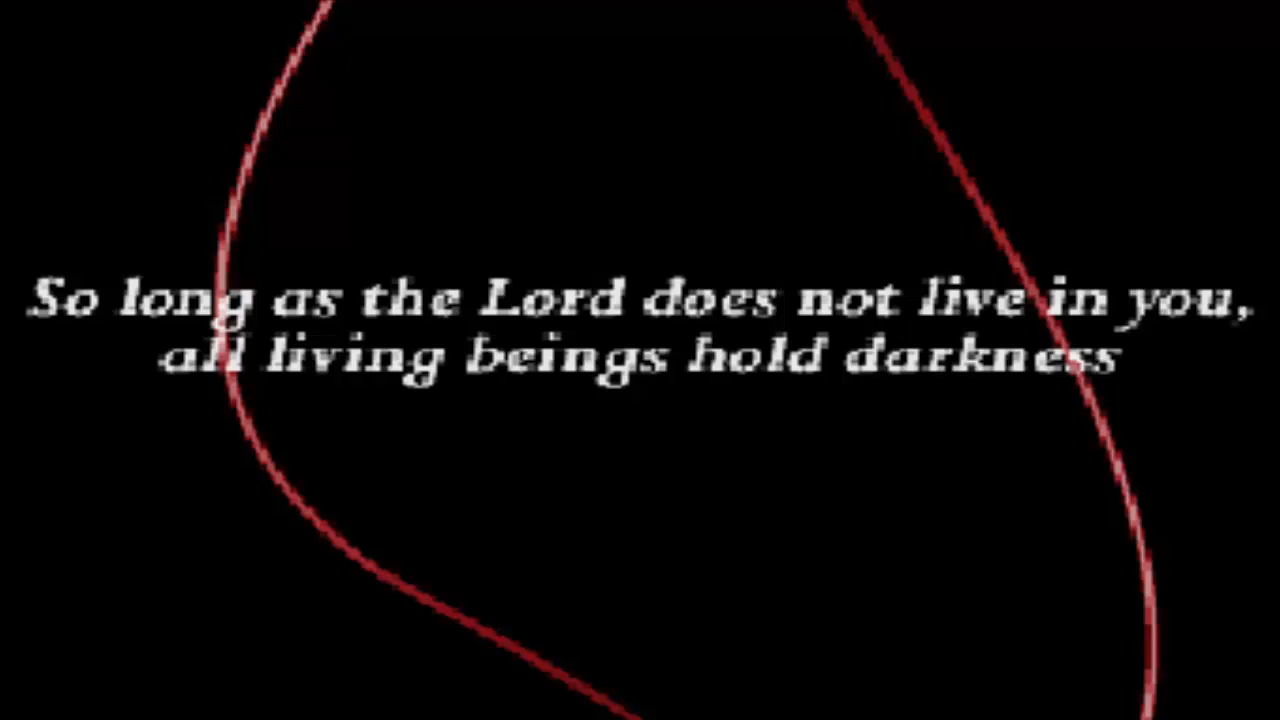 So long as the Lord does not live in you,
all living beings hold darkness